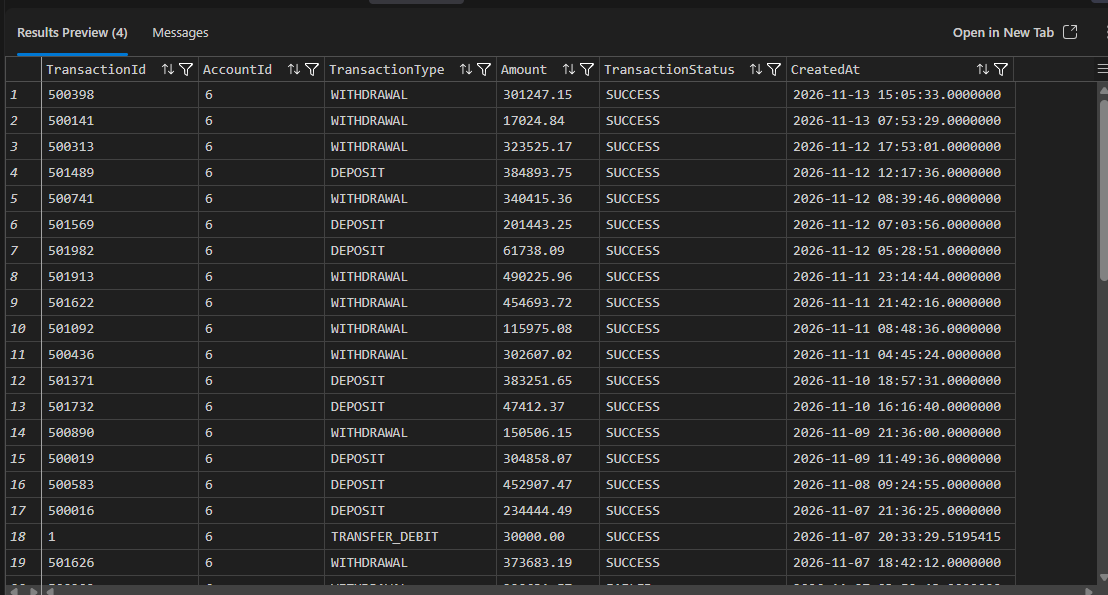 Results Preview (4) Messages Open in New Tab
TransactionId AccountId TransactionType Amount TransactionStatus CreatedAt
1 500398 6 WITHDRAWAL 301247.15 SUCCESS 2026-11-13 15:05:33.0000000
2 500141 6 WITHDRAWAL 17024.84 SUCCESS 2026-11-13 07:53:29.0000000
3 500313 6 WITHDRAWAL 323525.17 SUCCESS 2026-11-12 17:53:01.0000000
4 501489 6 DEPOSIT 384893.75 SUCCESS 2026-11-12 12:17:36.0000000
5 500741 6 WITHDRAWAL 340415.36 SUCCESS 2026-11-12 08:39:46.0000000
6 501569 6 DEPOSIT 201443.25 SUCCESS 2026-11-12 07:03:56.0000000
7 501982 6 DEPOSIT 61738.09 SUCCESS 2026-11-12 05:28:51.0000000
8 501913 6 WITHDRAWAL 490225.96 SUCCESS 2026-11-11 23:14:44.0000000
9 501622 6 WITHDRAWAL 454693.72 SUCCESS 2026-11-11 21:42:16.0000000
10 501092 6 WITHDRAWAL 115975.08 SUCCESS 2026-11-11 08:48:36.0000000
11 500436 6 WITHDRAWAL 302607.02 SUCCESS 2026-11-11 04:45:24.0000000
12 501371 6 DEPOSIT 383251.65 SUCCESS 2026-11-10 18:57:31.0000000
13 501732 6 DEPOSIT 47412.37 SUCCESS 2026-11-10 16:16:40.0000000
14 500890 6 WITHDRAWAL 150506.15 SUCCESS 2026-11-09 21:36:00.0000000
15 500019 6 DEPOSIT 304858.07 SUCCESS 2026-11-09 11:49:36.0000000
16 500583 6 DEPOSIT 452907.47 SUCCESS 2026-11-08 09:24:55.0000000
17 500016 6 DEPOSIT 234444.49 SUCCESS 2026-11-07 21:36:25.0000000
18 1 6 TRANSFER_DEBIT 30000.00 SUCCESS 2026-11-07 20:33:29.5195415
19 501626 6 WITHDRAWAL 373683.19 SUCCESS 2026-11-07 18:42:12.0000000